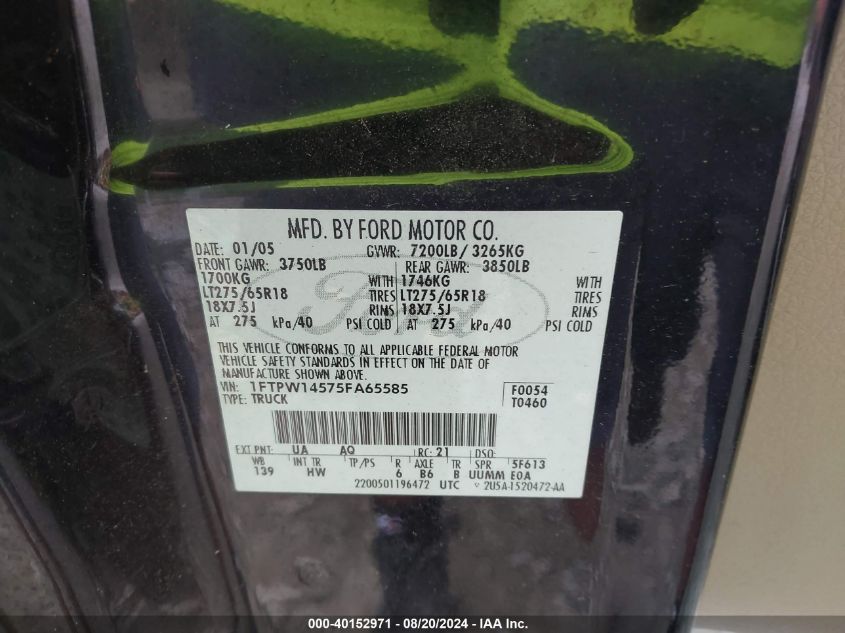 MFD. BY FORD MOTOR CO.
DATE: 01/05 GVWR: 7200LB/ 3265KG
FRONT GAWR: 3750LB REAR GAWR: 3850LB
1700KG WITH 1746KG WITH
LT275/65R18 TIRES LT275/65R18 TIRES
18X7.5J RIMS 18X7.5J RIMS
AT 275 kPa/40 PSI COLD AT 275 kPa/40 PSI COLD
Ford
THIS VEHICLE CONFORMS TO ALL APPLICABLE FEDERAL MOTOR
VEHICLE SAFETY STANDARDS IN EFFECT ON THE DATE OF
MANUFACTURE SHOWN ABOVE.
VIN: 1FTPW14575FA65585 F0054
TYPE: TRUCK T0460
EXT PNT: UA AQ RC: 21 DSO:
WB INT TR TP/PS R AXLE TR SPR 5F613
139 HW 6 B6 B UUMM E0A
2200501196472 UTC 2U5A-1520472-AA
000-40152971 - 08/20/2024 - IAA Inc.